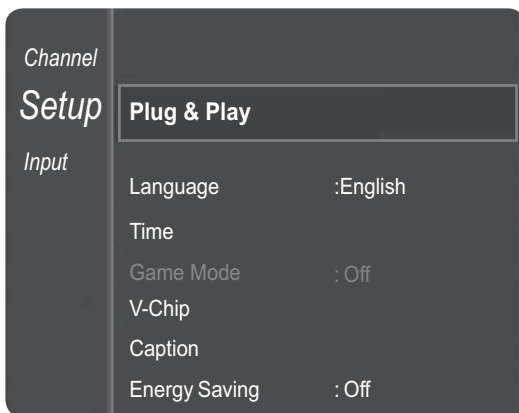 Channel
Setup
Input
Plug & Play
Language :English
Time
Game Mode : Off
V-Chip
Caption
Energy Saving : Off